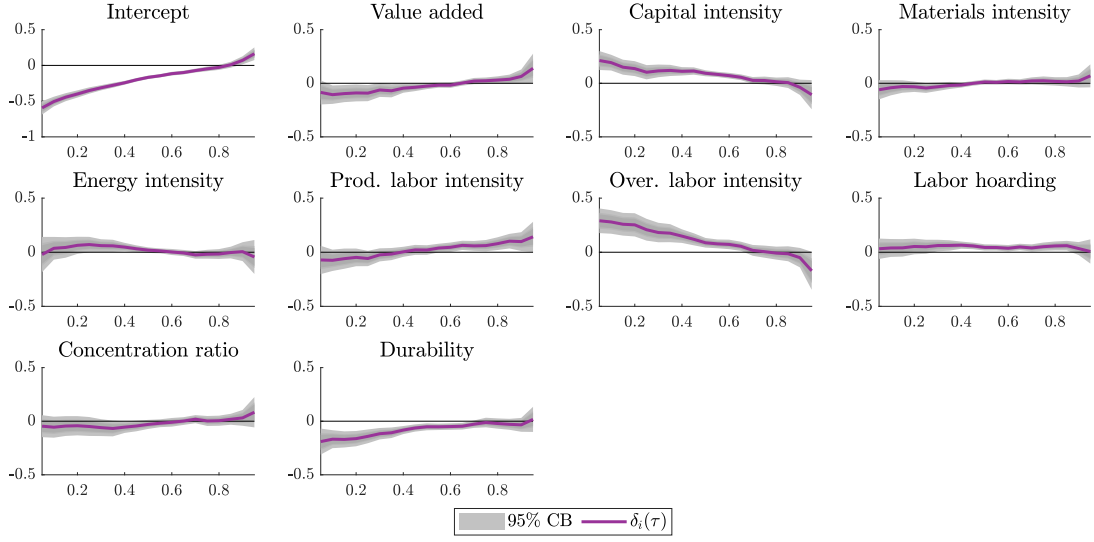 Intercept
Value added
Capital intensity
Materials intensity
0.5
0
-0.5
-1
0.2 0.4 0.6 0.8
0.5
0
-0.5
0.2 0.4 0.6 0.8
0.5
0
-0.5
0.2 0.4 0.6 0.8
0.5
0
-0.5
0.2 0.4 0.6 0.8
Energy intensity
Prod. labor intensity
Over. labor intensity
Labor hoarding
0.5
0
-0.5
0.2 0.4 0.6 0.8
0.5
0
-0.5
0.2 0.4 0.6 0.8
0.5
0
-0.5
0.2 0.4 0.6 0.8
0.5
0
-0.5
0.2 0.4 0.6 0.8
Concentration ratio
Durability
0.5
0
-0.5
0.2 0.4 0.6 0.8
0.5
0
-0.5
0.2 0.4 0.6 0.8
95% CB δᵢ(τ)